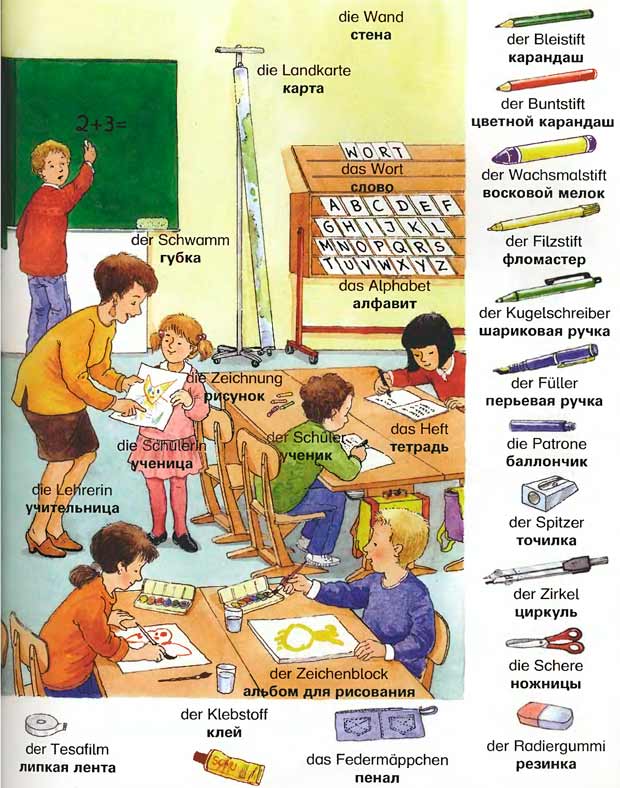 die Wand
стена
die Landkarte
карта
2+3=
WORT
das Wort
слово
A B C D E F
G H I J K L
M N O P Q R S
T U V W X Y Z
das Alphabet
алфавит
der Schwamm
губка
die Zeichnung
рисунок
die Schülerin
ученица
der Schüler
ученик
das Heft
тетрадь
die Lehrerin
учительница
der Zeichenblock
альбом для рисования
der Bleistift
карандаш
der Buntstift
цветной карандаш
der Wachsmalstift
восковой мелок
der Filzstift
фломастер
der Kugelschreiber
шариковая ручка
der Füller
перьевая ручка
die Patrone
баллончик
der Spitzer
точилка
der Zirkel
циркуль
die Schere
ножницы
der Radiergummi
резинка
der Tesafilm
липкая лента
der Klebstoff
клей
das Federmäppchen
пенал